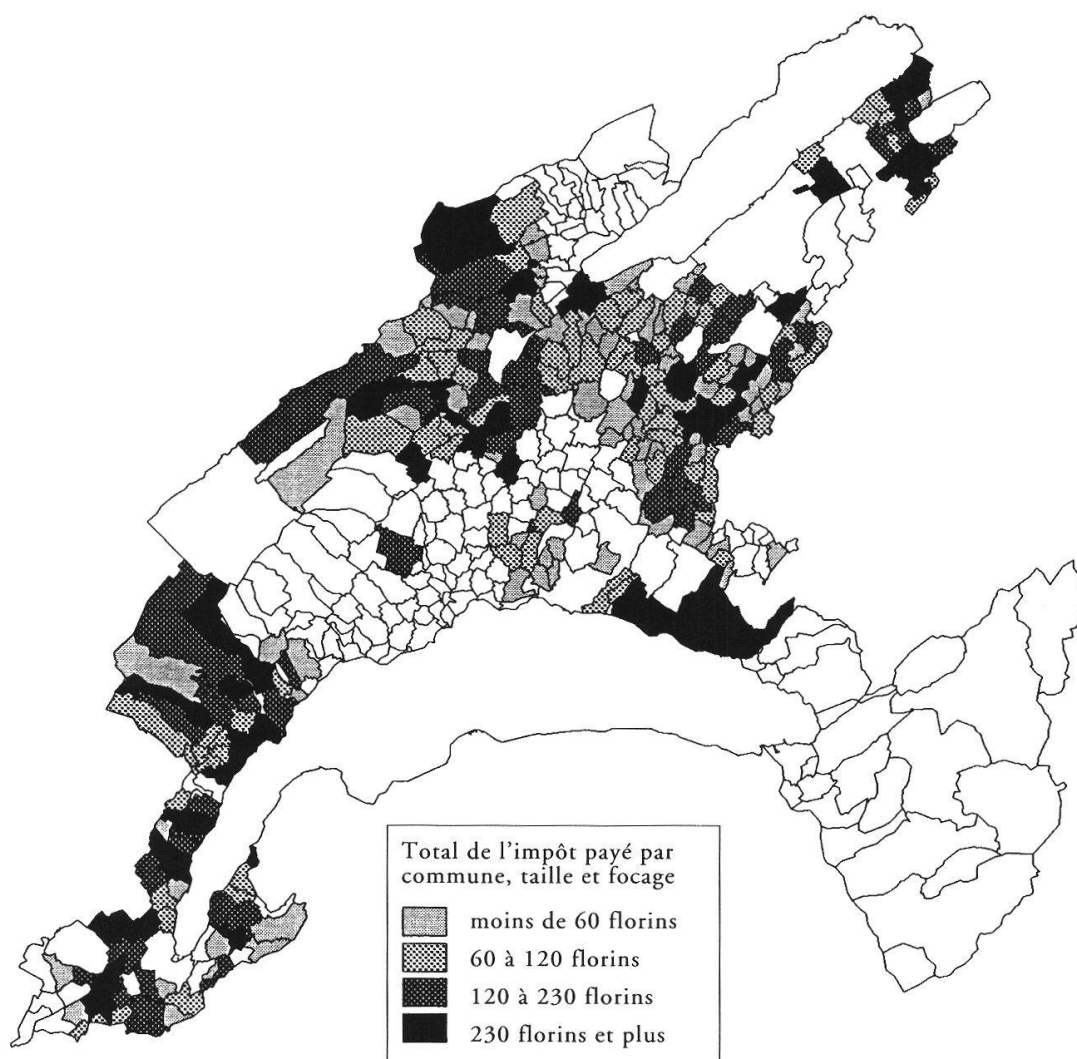 Total de l'impôt payé par
commune, taille et focage
moins de 60 florins
60 à 120 florins
120 à 230 florins
230 florins et plus